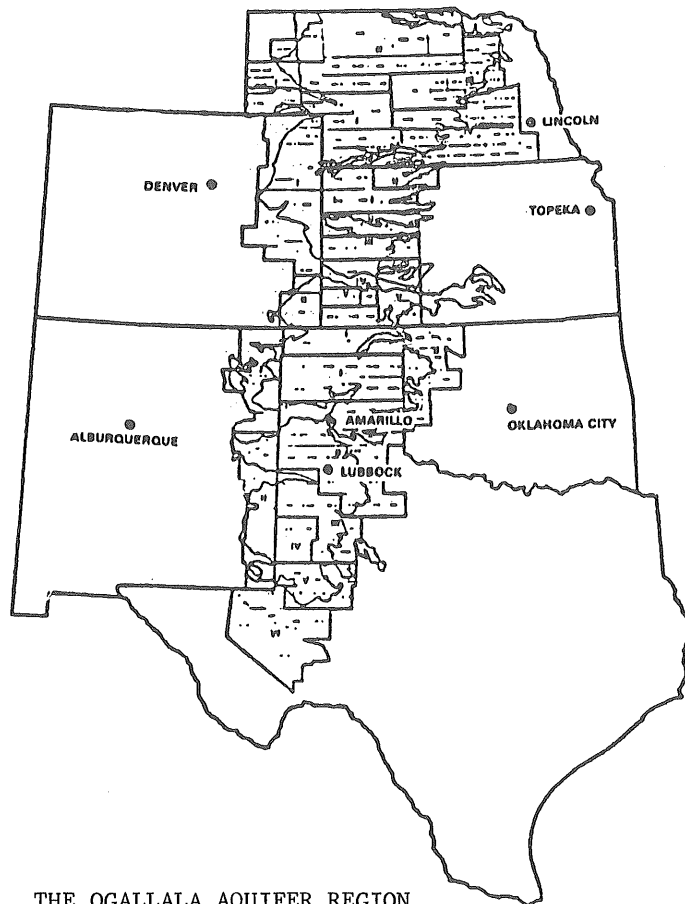 LINCOLN
DENVER
TOPEKA
AMARILLO
ALBURQUERQUE
OKLAHOMA CITY
LUBBOCK
IV
THE OGALLALA AQUIFER REGION